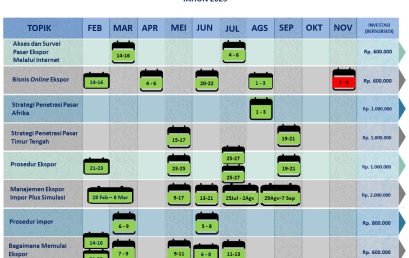 TAHUN 2023
TOPIK FEB MAR APR MEI JUN JUL AGS SEP OKT NOV INVESTASI (BERSUBSIDI)
Akses dan Survei Pasar Ekspor Melalui Internet 14-16 4 - 6 Rp. 600.000
Bisnis Online Ekspor 14-16 4 - 6 20-22 1 - 3 Rp. 600.000
Strategi Penetrasi Pasar Afrika 1 - 3 Rp. 1.000.000
Strategi Penetrasi Pasar Timur Tengah 15-17 19-21 Rp. 1.000.000
Prosedur Ekspor 21-23 23-25 25-27 25-27 19-21 Rp. 1.000.000
Manajemen Ekspor Impor Plus Simulasi 28 Feb – 8 Mar 9-17 13-21 25Jul - 2Ags 29Ags–7 Sep Rp. 2.000.000
Prosedur impor 6 - 9 5 - 8 Rp. 800.000
Bagaimana Memulai Ekspor 14-16 7 - 9 9-11 6 - 8 11-13 Rp. 600.000